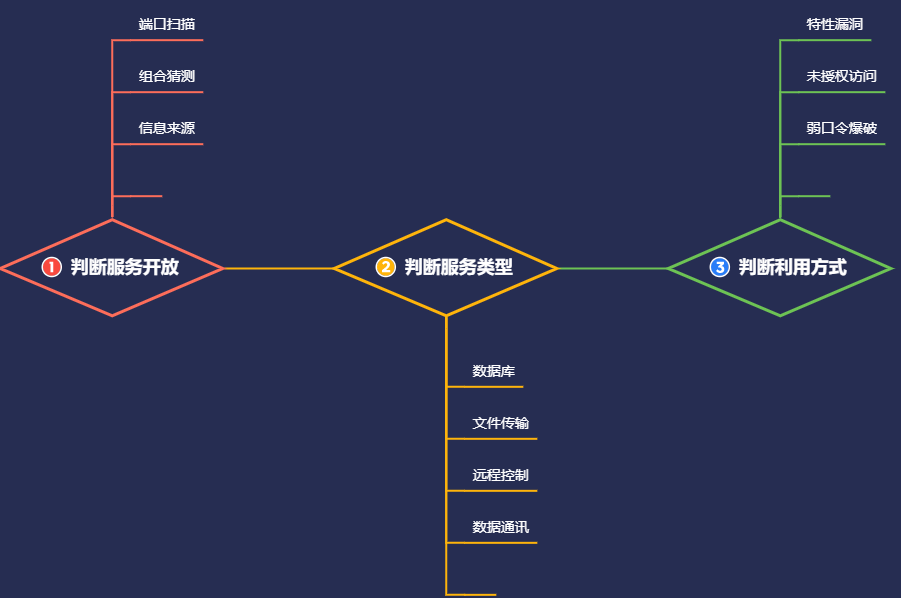 端口扫描
组合猜测
信息来源
① 判断服务开放
数据库
文件传输
远程控制
数据通讯
② 判断服务类型
特性漏洞
未授权访问
弱口令爆破
③ 判断利用方式